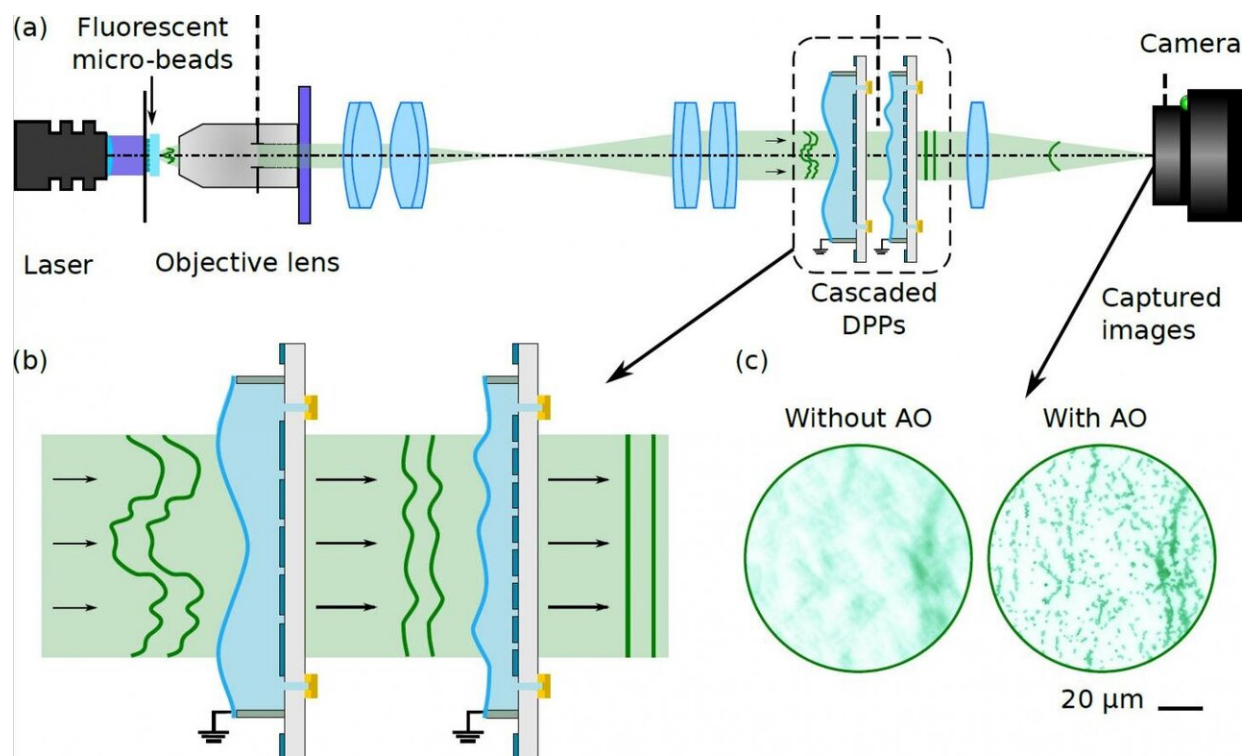 (a)
Fluorescent
micro-beads
Camera
Laser
Objective lens
Cascaded
DPPs
Captured
images
(b)
(c)
Without AO
With AO
20 μm